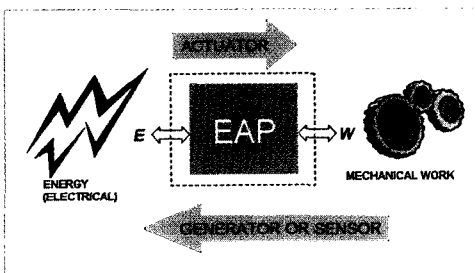 ACTUATOR
E
EAP
W
ENERGY
(ELECTRICAL)
MECHANICAL WORK
GENERATOR OR SENSOR